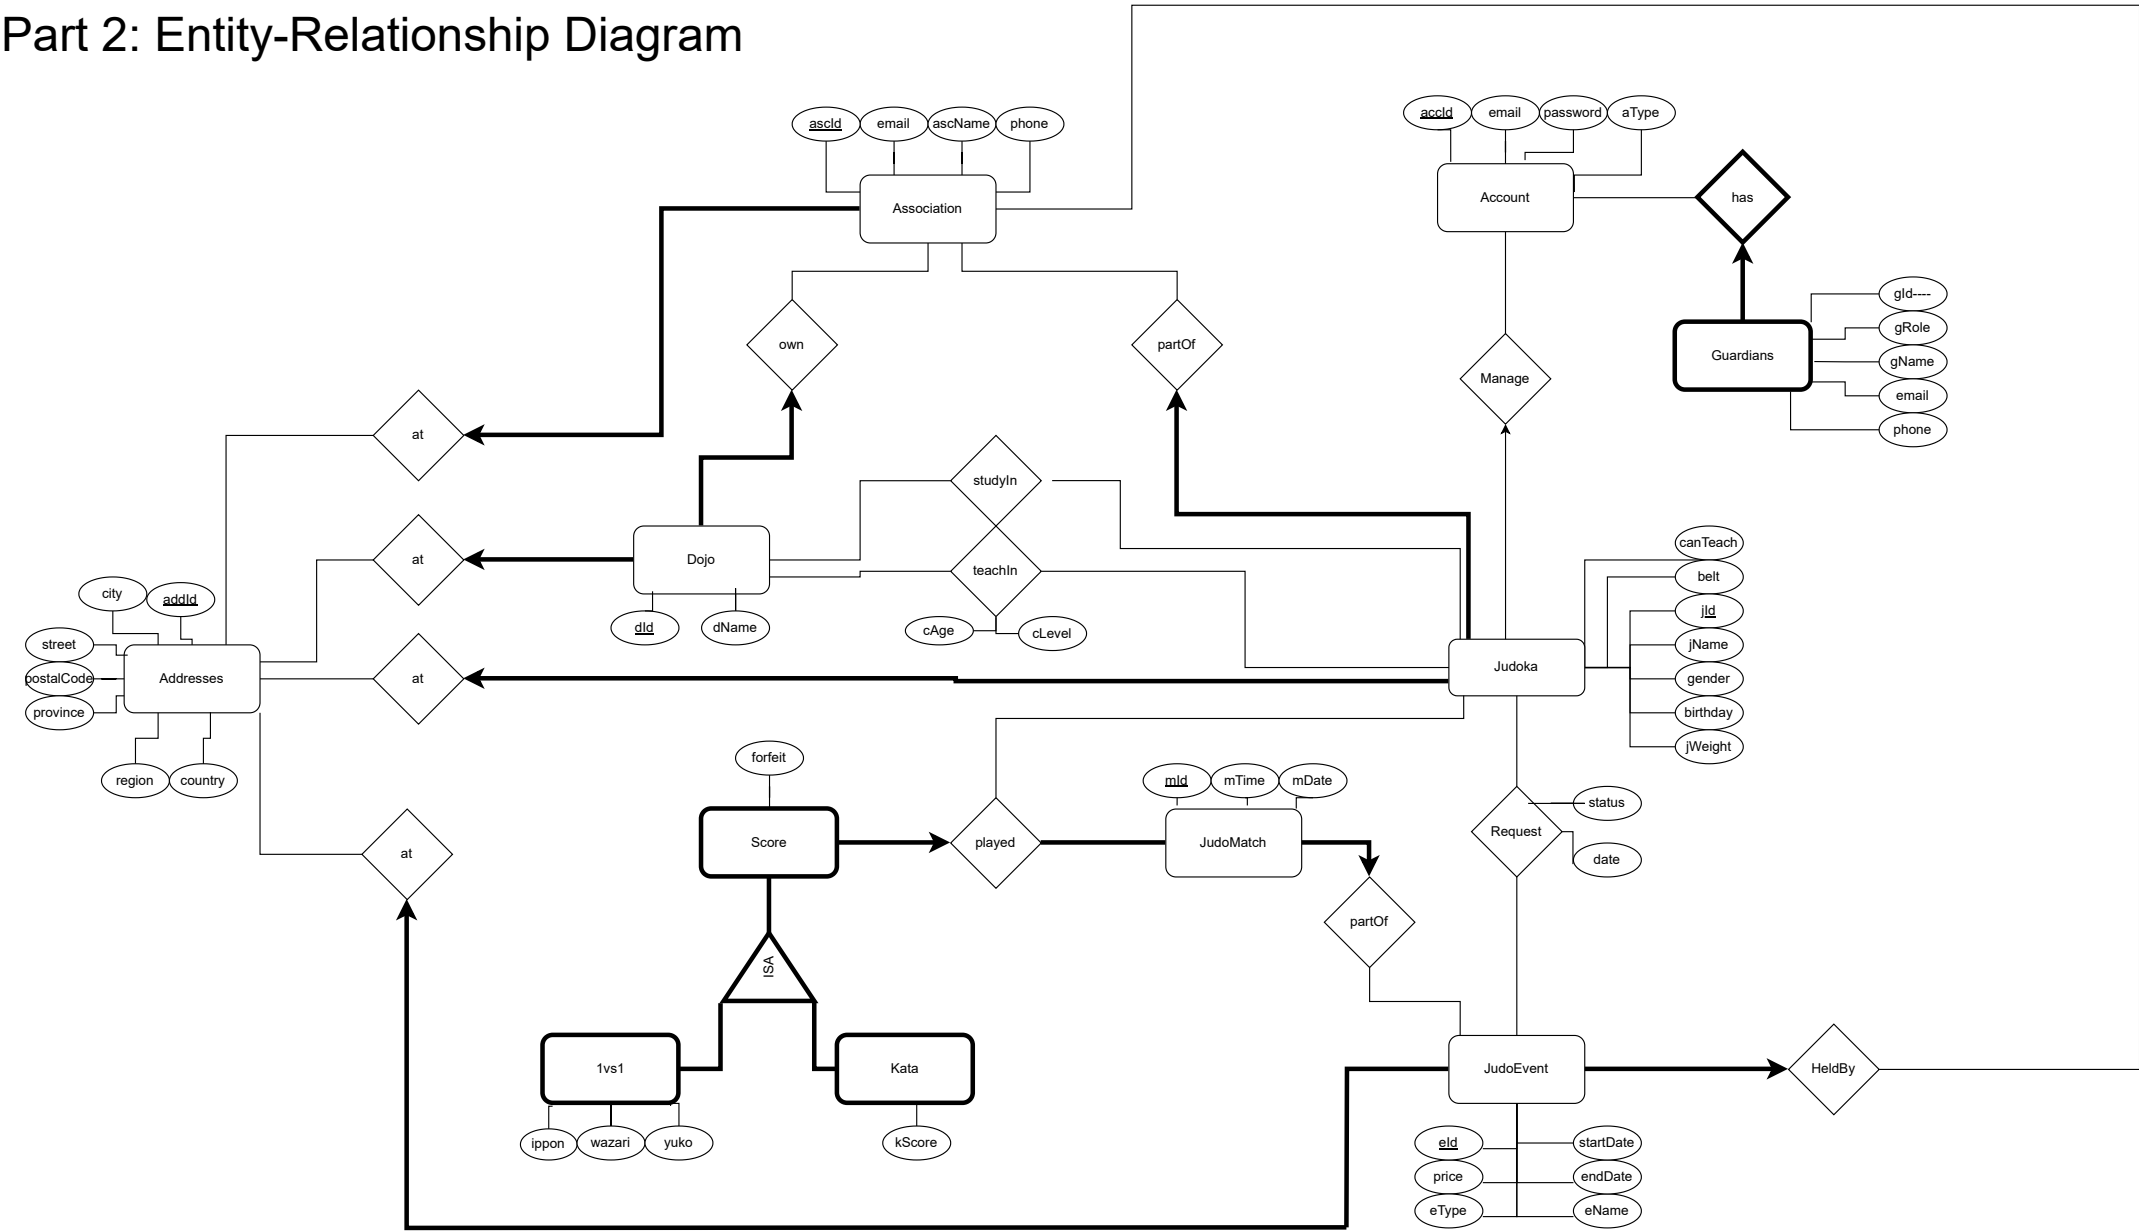 Part 2: Entity-Relationship Diagram
ascId
email
ascName
phone
Association
accId
email
password
aType
Account
has
gId----
gRole
gName
email
phone
Guardians
own
partOf
Manage
at
studyIn
at
Dojo
teachIn
dId
dName
cAge
cLevel
canTeach
belt
jId
jName
gender
birthday
jWeight
Judoka
city
addId
street
postalCode
province
Addresses
region
country
at
forfeit
Score
played
mId
mTime
mDate
JudoMatch
Request
status
date
at
partOf
ISA
1vs1
Kata
ippon
wazari
yuko
kScore
JudoEvent
HeldBy
eId
price
eType
startDate
endDate
eName